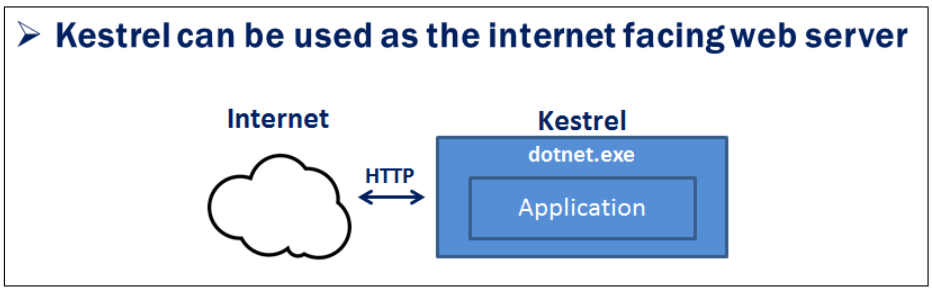 ➢ Kestrel can be used as the internet facing web server
Internet
Kestrel
dotnet.exe
HTTP
Application